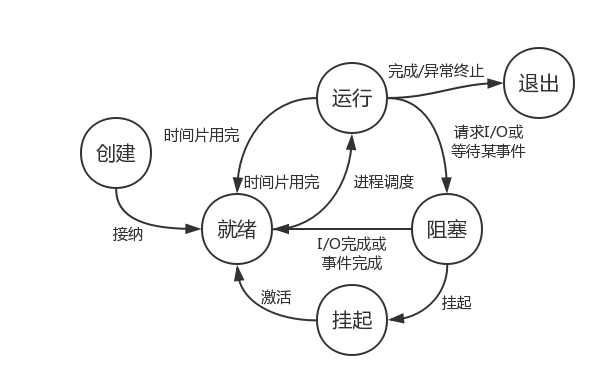 完成/异常终止
退出
运行
时间片用完
请求I/O或
等待某事件
创建
时间片用完
进程调度
接纳
就绪
阻塞
I/O完成或
事件完成
激活
挂起
挂起